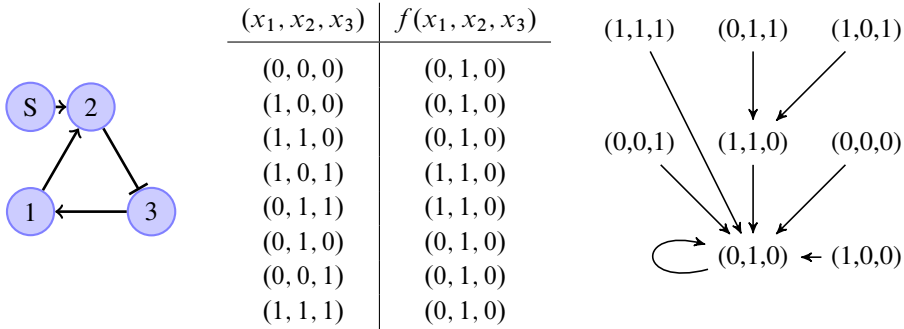 S 2
1 3
(x₁, x₂, x₃) f(x₁, x₂, x₃)
(0, 0, 0) (0, 1, 0)
(1, 0, 0) (0, 1, 0)
(1, 1, 0) (0, 1, 0)
(1, 0, 1) (1, 1, 0)
(0, 1, 1) (1, 1, 0)
(0, 1, 0) (0, 1, 0)
(0, 0, 1) (0, 1, 0)
(1, 1, 1) (0, 1, 0)
(1,1,1) (0,1,1) (1,0,1)
(0,0,1) (1,1,0) (0,0,0)
(0,1,0) (1,0,0)